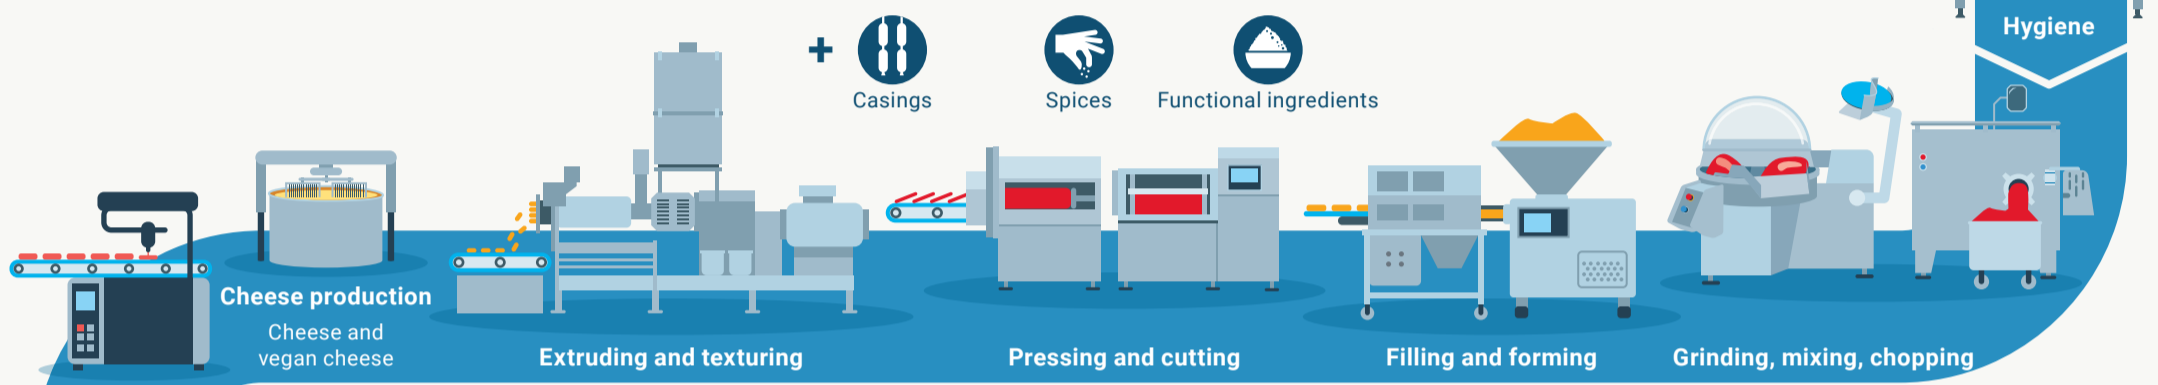 Hygiene
+
Casings
Spices
Functional ingredients
Cheese production
Cheese and
vegan cheese
Extruding and texturing
Pressing and cutting
Filling and forming
Grinding, mixing, chopping